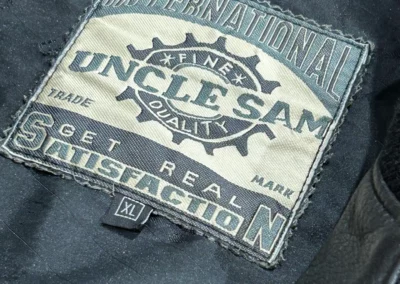 INTERNATIONAL
FINE
UNCLE SAM
QUALITY
TRADE
MARK
GET REAL
SATISFACTION
XL